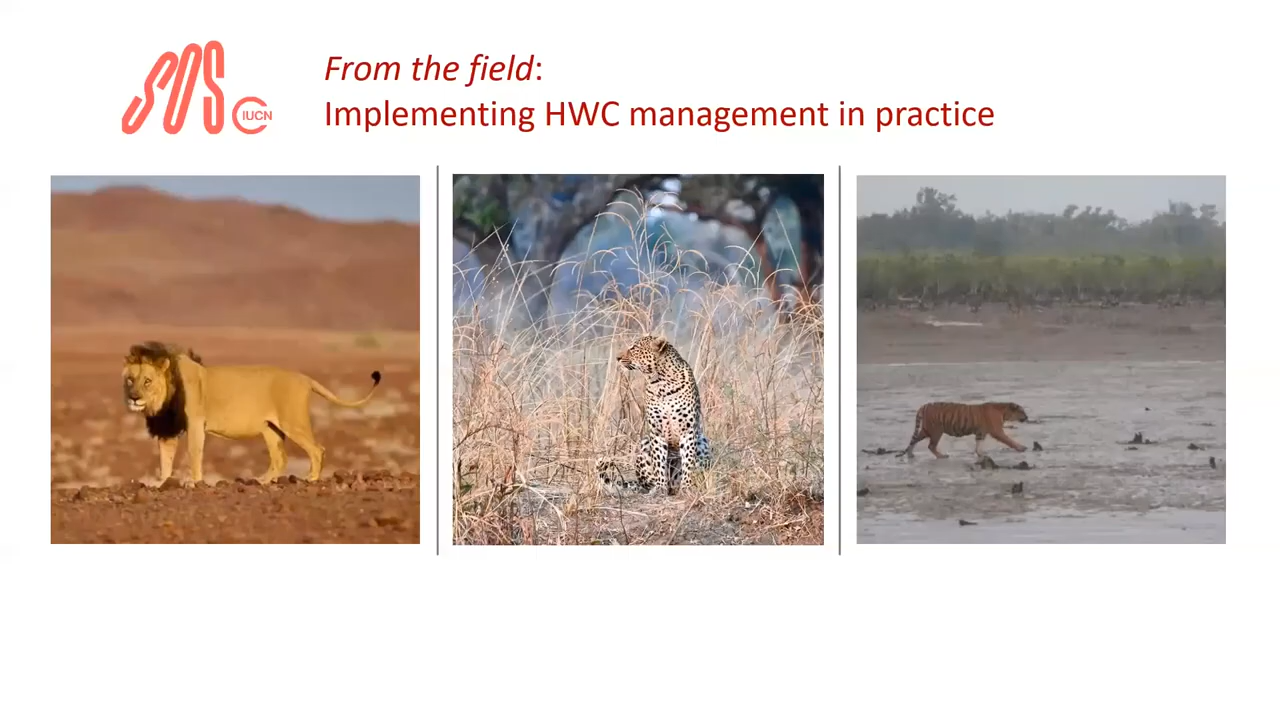 SOS
IUCN
From the field:
Implementing HWC management in practice